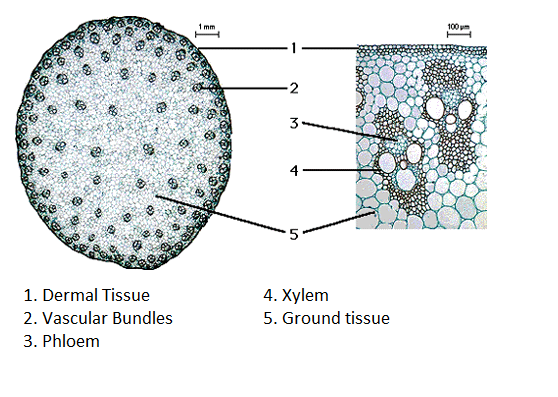 1 mm
100 µm
1
2
3
4
5
1. Dermal Tissue
2. Vascular Bundles
3. Phloem
4. Xylem
5. Ground tissue